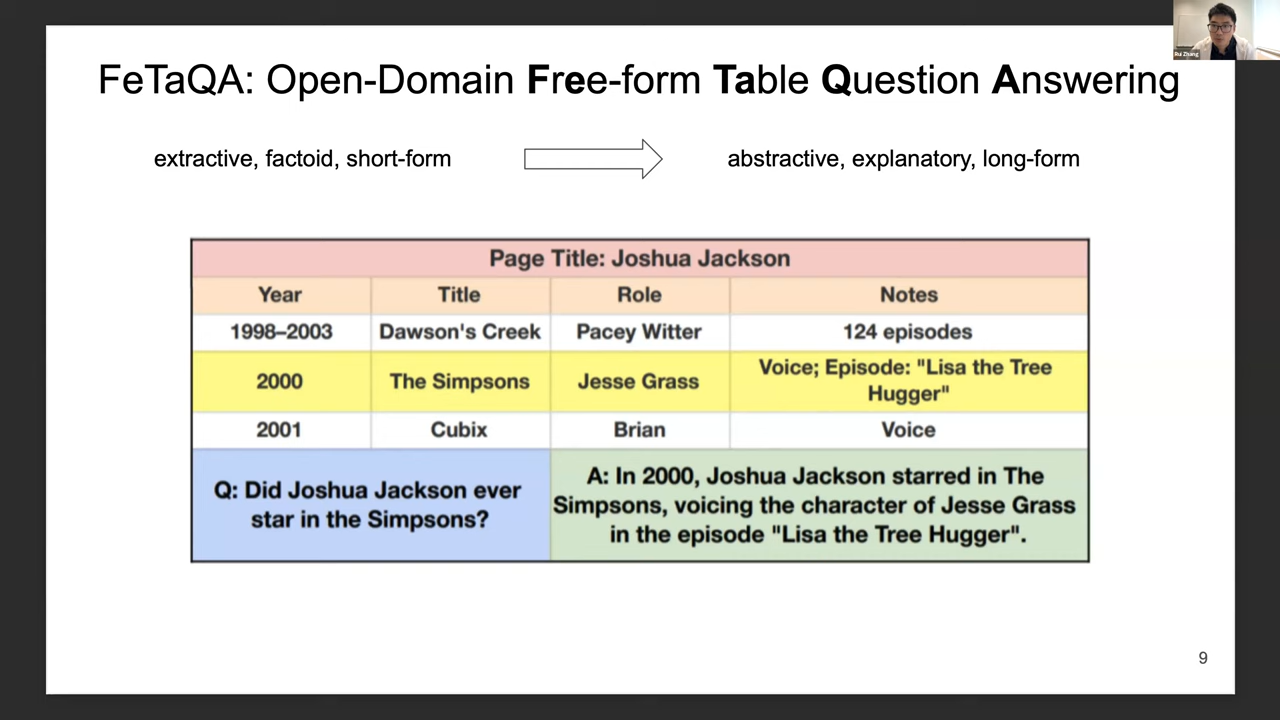 Rui Zhang
FeTaQA: Open-Domain Free-form Table Question Answering
extractive, factoid, short-form
abstractive, explanatory, long-form
Page Title: Joshua Jackson
Year Title Role Notes
1998–2003 Dawson's Creek Pacey Witter 124 episodes
2000 The Simpsons Jesse Grass Voice; Episode: "Lisa the Tree
Hugger"
2001 Cubix Brian Voice
Q: Did Joshua Jackson ever
star in the Simpsons?
A: In 2000, Joshua Jackson starred in The
Simpsons, voicing the character of Jesse Grass
in the episode "Lisa the Tree Hugger".
9